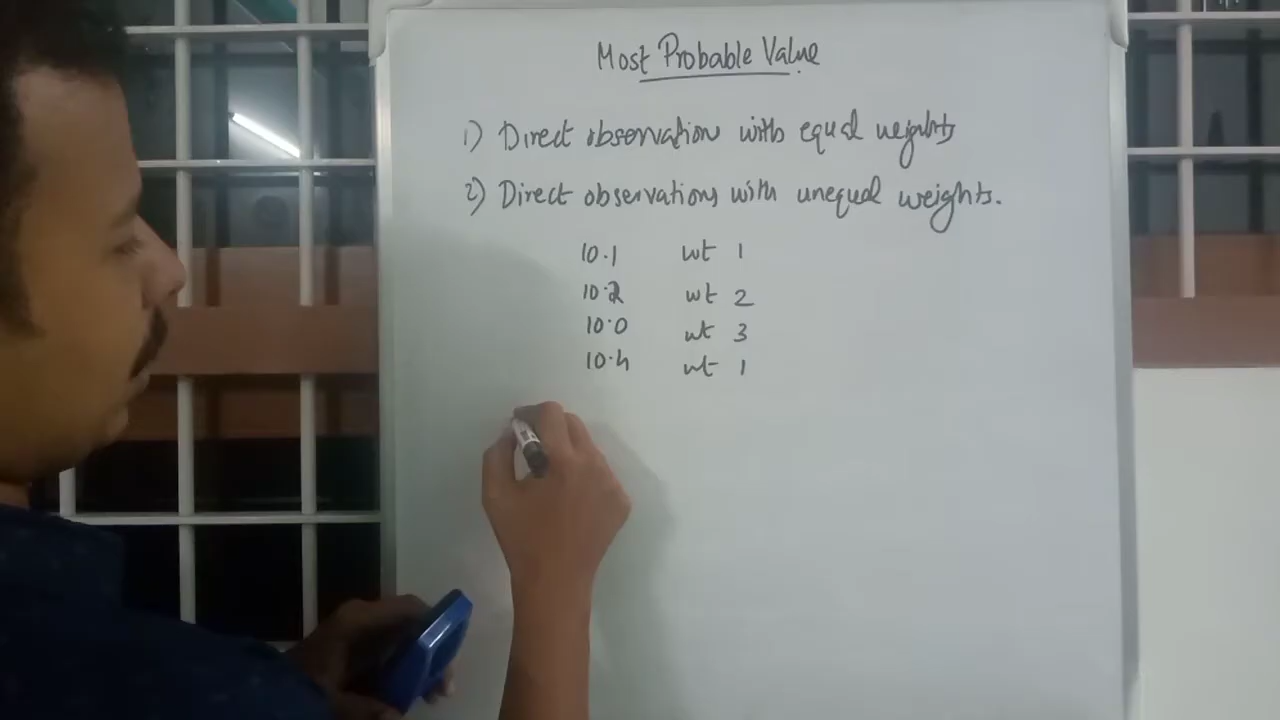 Most Probable Value
1) Direct observation with equal weights
2) Direct observations with unequal weights.
10.1 wt 1
10.2 wt 2
10.0 wt 3
10.4 wt 1